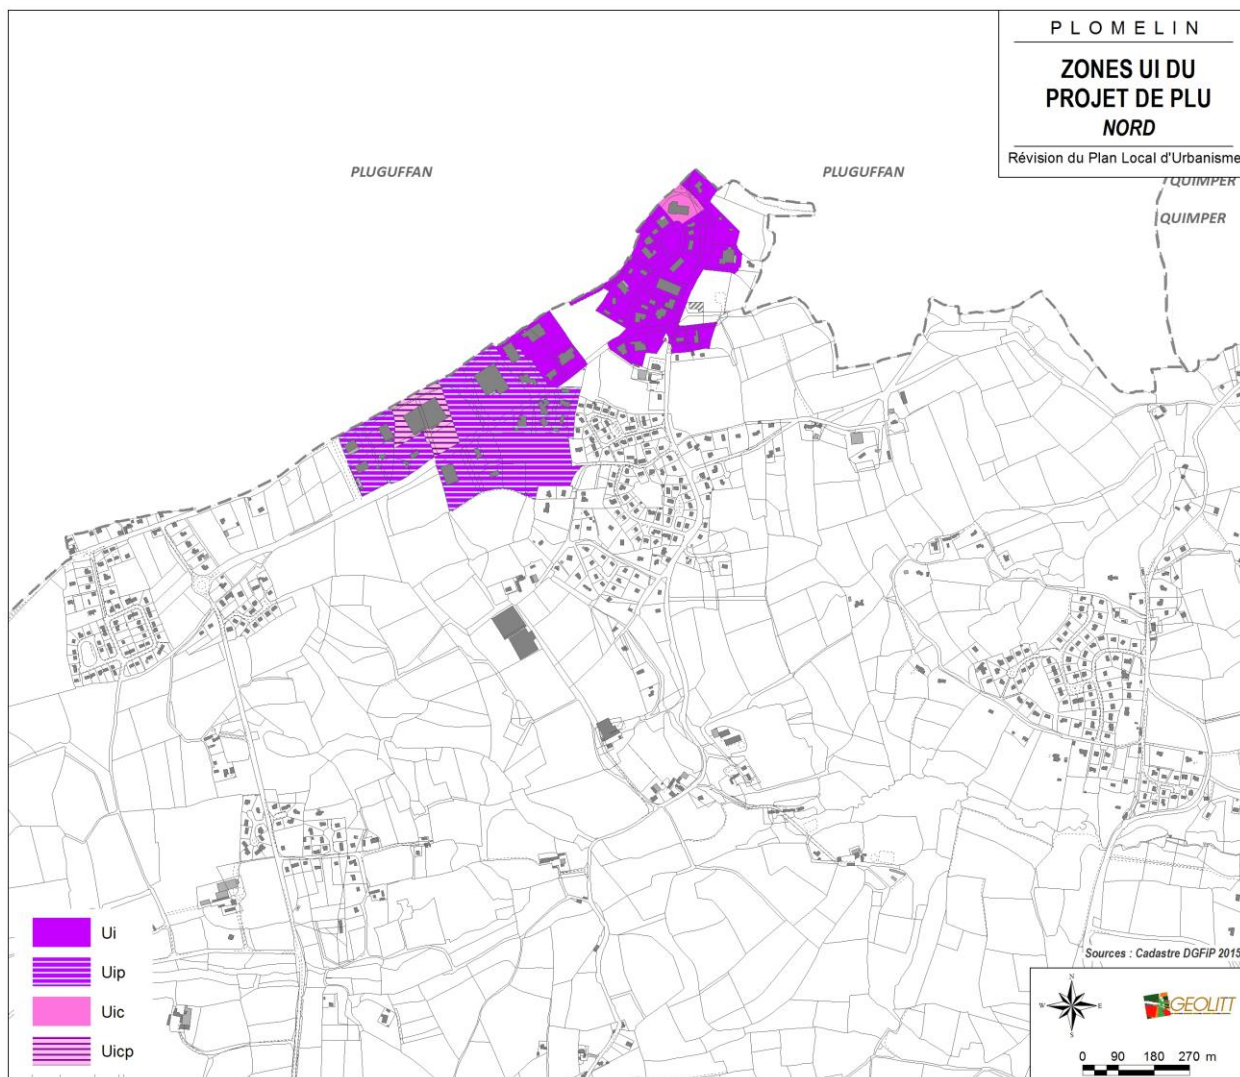 PLOMELIN
ZONES UI DU
PROJET DE PLU
NORD
Révision du Plan Local d'Urbanisme
PLUGUFFAN
PLUGUFFAN
QUIMPER
QUIMPER
Ui
Uip
Uic
Uicp
Sources : Cadastre DGFiP 2015
N
W
E
S
GEOLITT
0 90 180 270 m